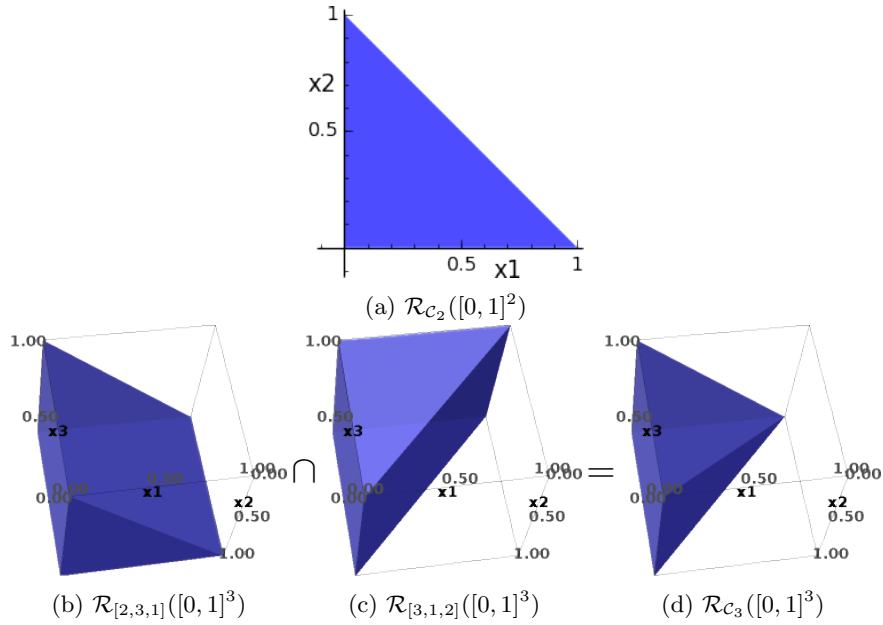 1
x2
0.5
0.5
x1
1
(a) $\mathcal{R}_{\mathcal{C}_2}([0,1]^2)$
1.00
0.50
x3
0.00
0.00
0.50
x1
1.00
0.00
x2
0.50
1.00
∩
1.00
0.50
x3
0.00
0.00
0.50
x1
1.00
0.00
x2
0.50
1.00
=
1.00
0.50
x3
0.00
0.00
0.50
x1
1.00
0.00
x2
0.50
1.00
(b) $\mathcal{R}_{[2,3,1]}([0,1]^3)$
(c) $\mathcal{R}_{[3,1,2]}([0,1]^3)$
(d) $\mathcal{R}_{\mathcal{C}_3}([0,1]^3)$